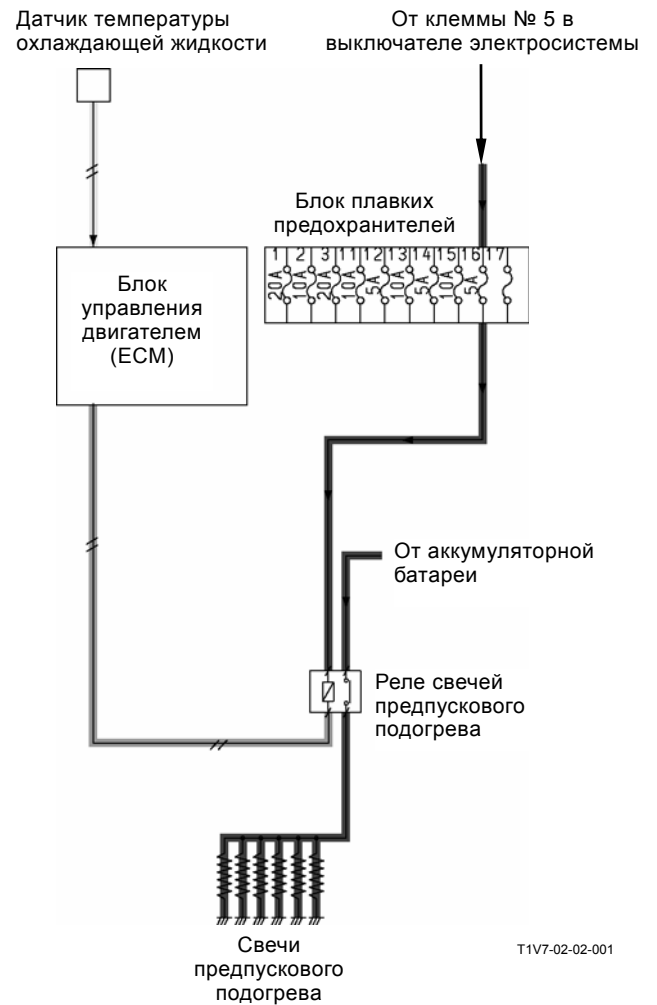 Датчик температуры
охлаждающей жидкости
От клеммы № 5 в
выключателе электросистемы
Блок плавких
предохранителей
1 2 3 11 12 13 14 15 16 17
20A 10A 20A 10A 5A 10A 5A 10A 5A
Блок
управления
двигателем
(ECM)
От аккумуляторной
батареи
Реле свечей
предпускового
подогрева
Свечи
предпускового
подогрева
T1V7-02-02-001